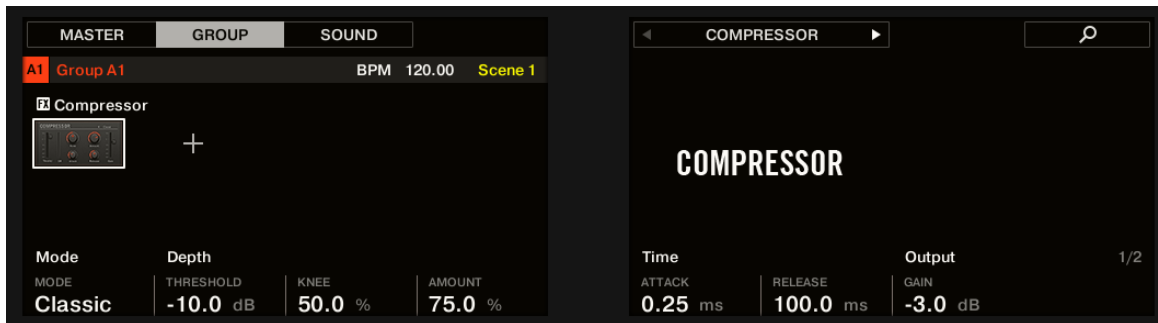 MASTER GROUP SOUND
A1 Group A1 BPM 120.00 Scene 1
FX Compressor
Mode Depth
MODE THRESHOLD KNEE AMOUNT
Classic -10.0 dB 50.0 % 75.0 %
COMPRESSOR
COMPRESSOR
Time Output 1/2
ATTACK RELEASE GAIN
0.25 ms 100.0 ms -3.0 dB